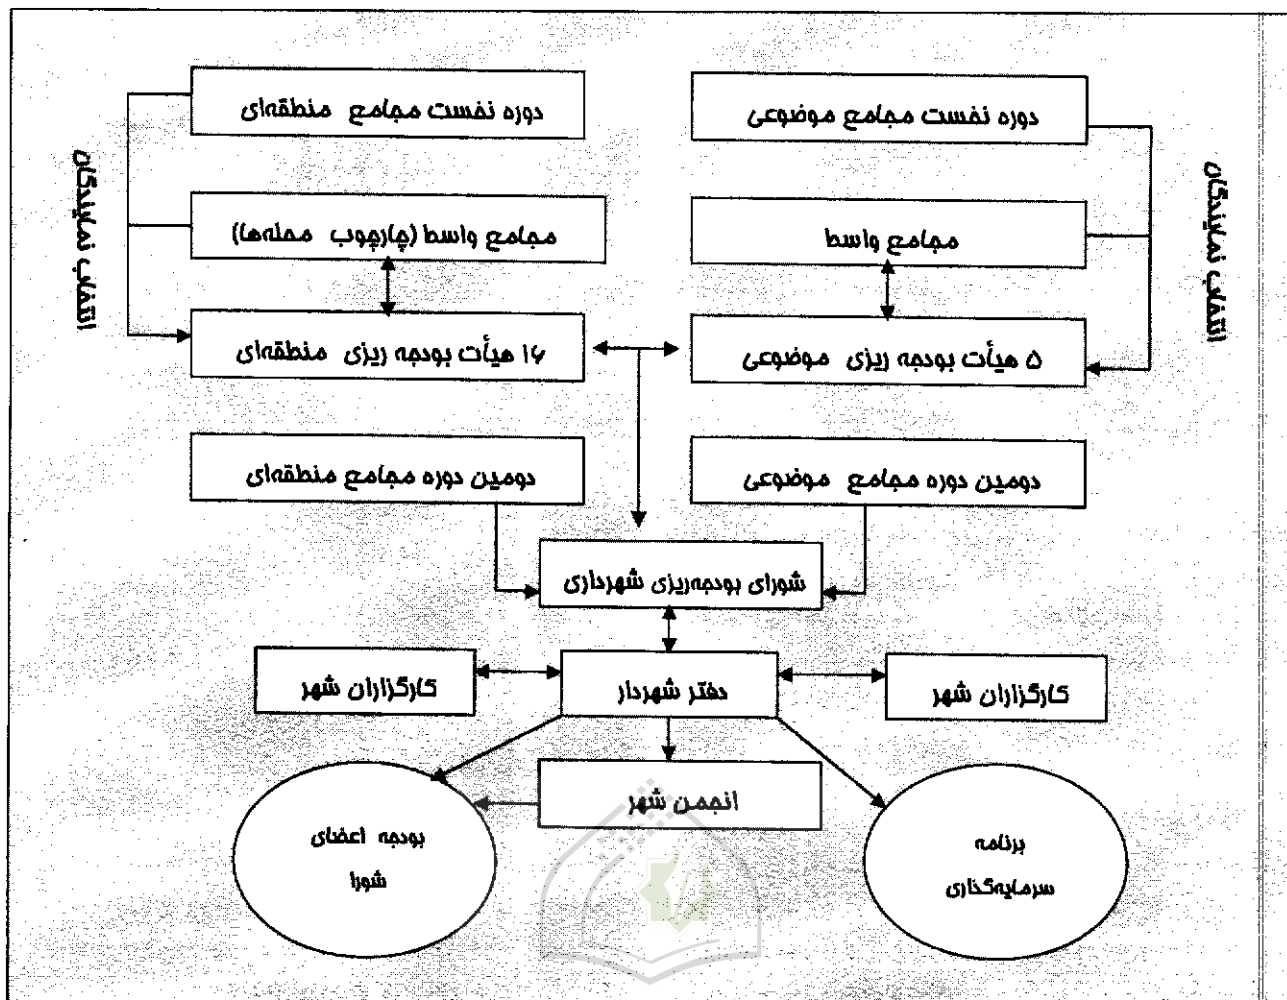 دوره نخست مجامع موضوعی
دوره نخست مجامع منطقه‌ای
انتخاب نمایندگان
انتخاب نمایندگان
مجامع واسط
مجامع واسط (چارچوب محله‌ها)
۵ هیأت بودجه ریزی موضوعی
۱۶ هیأت بودجه ریزی منطقه‌ای
دومین دوره مجامع موضوعی
دومین دوره مجامع منطقه‌ای
شورای بودجه‌ریزی شهرداری
کارگزاران شهر
دفتر شهردار
کارگزاران شهر
انجمن شهر
برنامه
سرمایه‌گذاری
بودجه اعضای
شورا